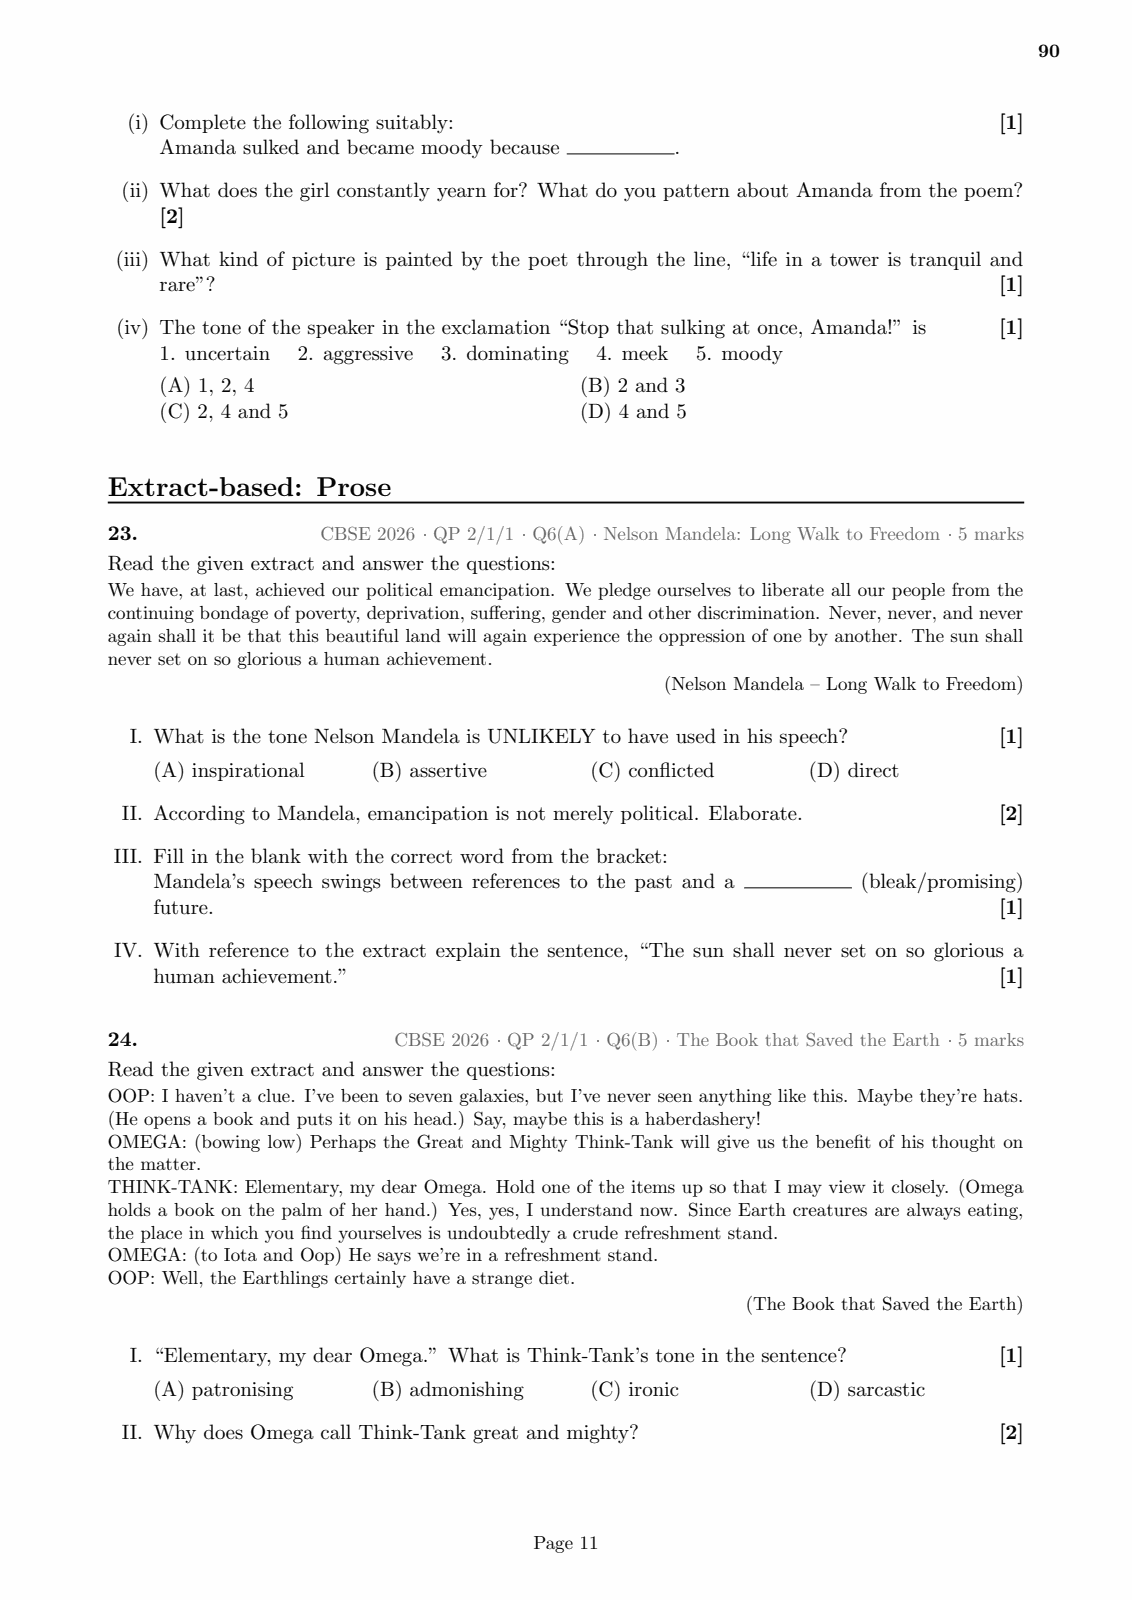 90
(i) Complete the following suitably: [1]
Amanda sulked and became moody because __________.
(ii) What does the girl constantly yearn for? What do you pattern about Amanda from the poem?
[2]
(iii) What kind of picture is painted by the poet through the line, “life in a tower is tranquil and
rare”? [1]
(iv) The tone of the speaker in the exclamation “Stop that sulking at once, Amanda!” is [1]
1. uncertain 2. aggressive 3. dominating 4. meek 5. moody
(A) 1, 2, 4 (B) 2 and 3
(C) 2, 4 and 5 (D) 4 and 5
Extract-based: Prose
23. CBSE 2026 · QP 2/1/1 · Q6(A) · Nelson Mandela: Long Walk to Freedom · 5 marks
Read the given extract and answer the questions:
We have, at last, achieved our political emancipation. We pledge ourselves to liberate all our people from the
continuing bondage of poverty, deprivation, suffering, gender and other discrimination. Never, never, and never
again shall it be that this beautiful land will again experience the oppression of one by another. The sun shall
never set on so glorious a human achievement.
(Nelson Mandela – Long Walk to Freedom)
I. What is the tone Nelson Mandela is UNLIKELY to have used in his speech? [1]
(A) inspirational (B) assertive (C) conflicted (D) direct
II. According to Mandela, emancipation is not merely political. Elaborate. [2]
III. Fill in the blank with the correct word from the bracket:
Mandela’s speech swings between references to the past and a __________ (bleak/promising)
future. [1]
IV. With reference to the extract explain the sentence, “The sun shall never set on so glorious a
human achievement.” [1]
24. CBSE 2026 · QP 2/1/1 · Q6(B) · The Book that Saved the Earth · 5 marks
Read the given extract and answer the questions:
OOP: I haven’t a clue. I’ve been to seven galaxies, but I’ve never seen anything like this. Maybe they’re hats.
(He opens a book and puts it on his head.) Say, maybe this is a haberdashery!
OMEGA: (bowing low) Perhaps the Great and Mighty Think-Tank will give us the benefit of his thought on
the matter.
THINK-TANK: Elementary, my dear Omega. Hold one of the items up so that I may view it closely. (Omega
holds a book on the palm of her hand.) Yes, yes, I understand now. Since Earth creatures are always eating,
the place in which you find yourselves is undoubtedly a crude refreshment stand.
OMEGA: (to Iota and Oop) He says we’re in a refreshment stand.
OOP: Well, the Earthlings certainly have a strange diet.
(The Book that Saved the Earth)
I. “Elementary, my dear Omega.” What is Think-Tank’s tone in the sentence? [1]
(A) patronising (B) admonishing (C) ironic (D) sarcastic
II. Why does Omega call Think-Tank great and mighty? [2]
Page 11